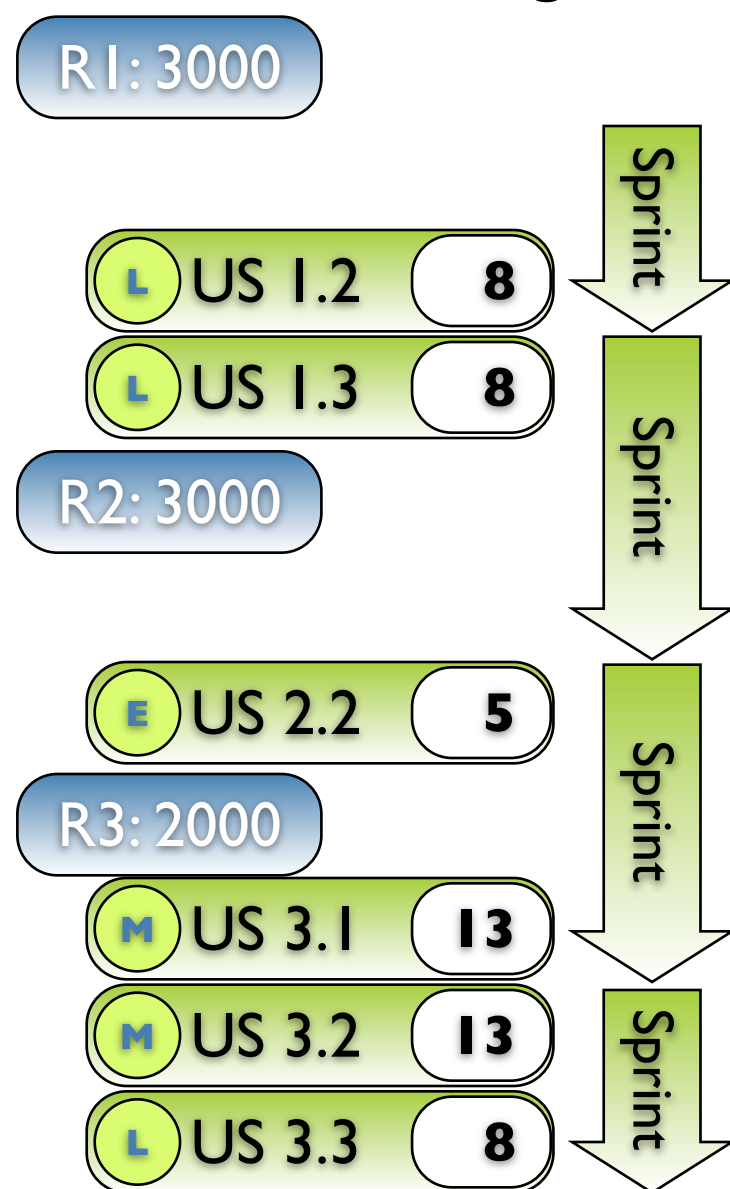 R1: 3000
Sprint
L US 1.2 8
L US 1.3 8
Sprint
R2: 3000
E US 2.2 5
Sprint
R3: 2000
M US 3.1 13
M US 3.2 13
Sprint
L US 3.3 8